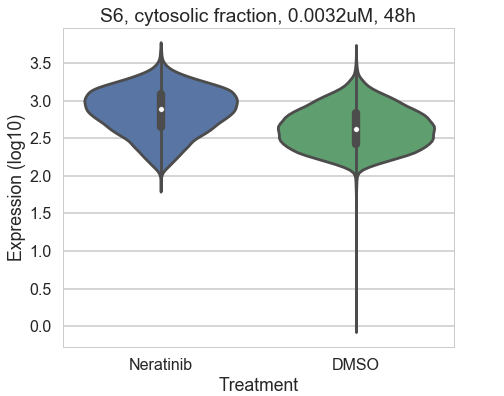 S6, cytosolic fraction, 0.0032uM, 48h
Expression (log10)
3.5
3.0
2.5
2.0
1.5
1.0
0.5
0.0
Neratinib DMSO
Treatment